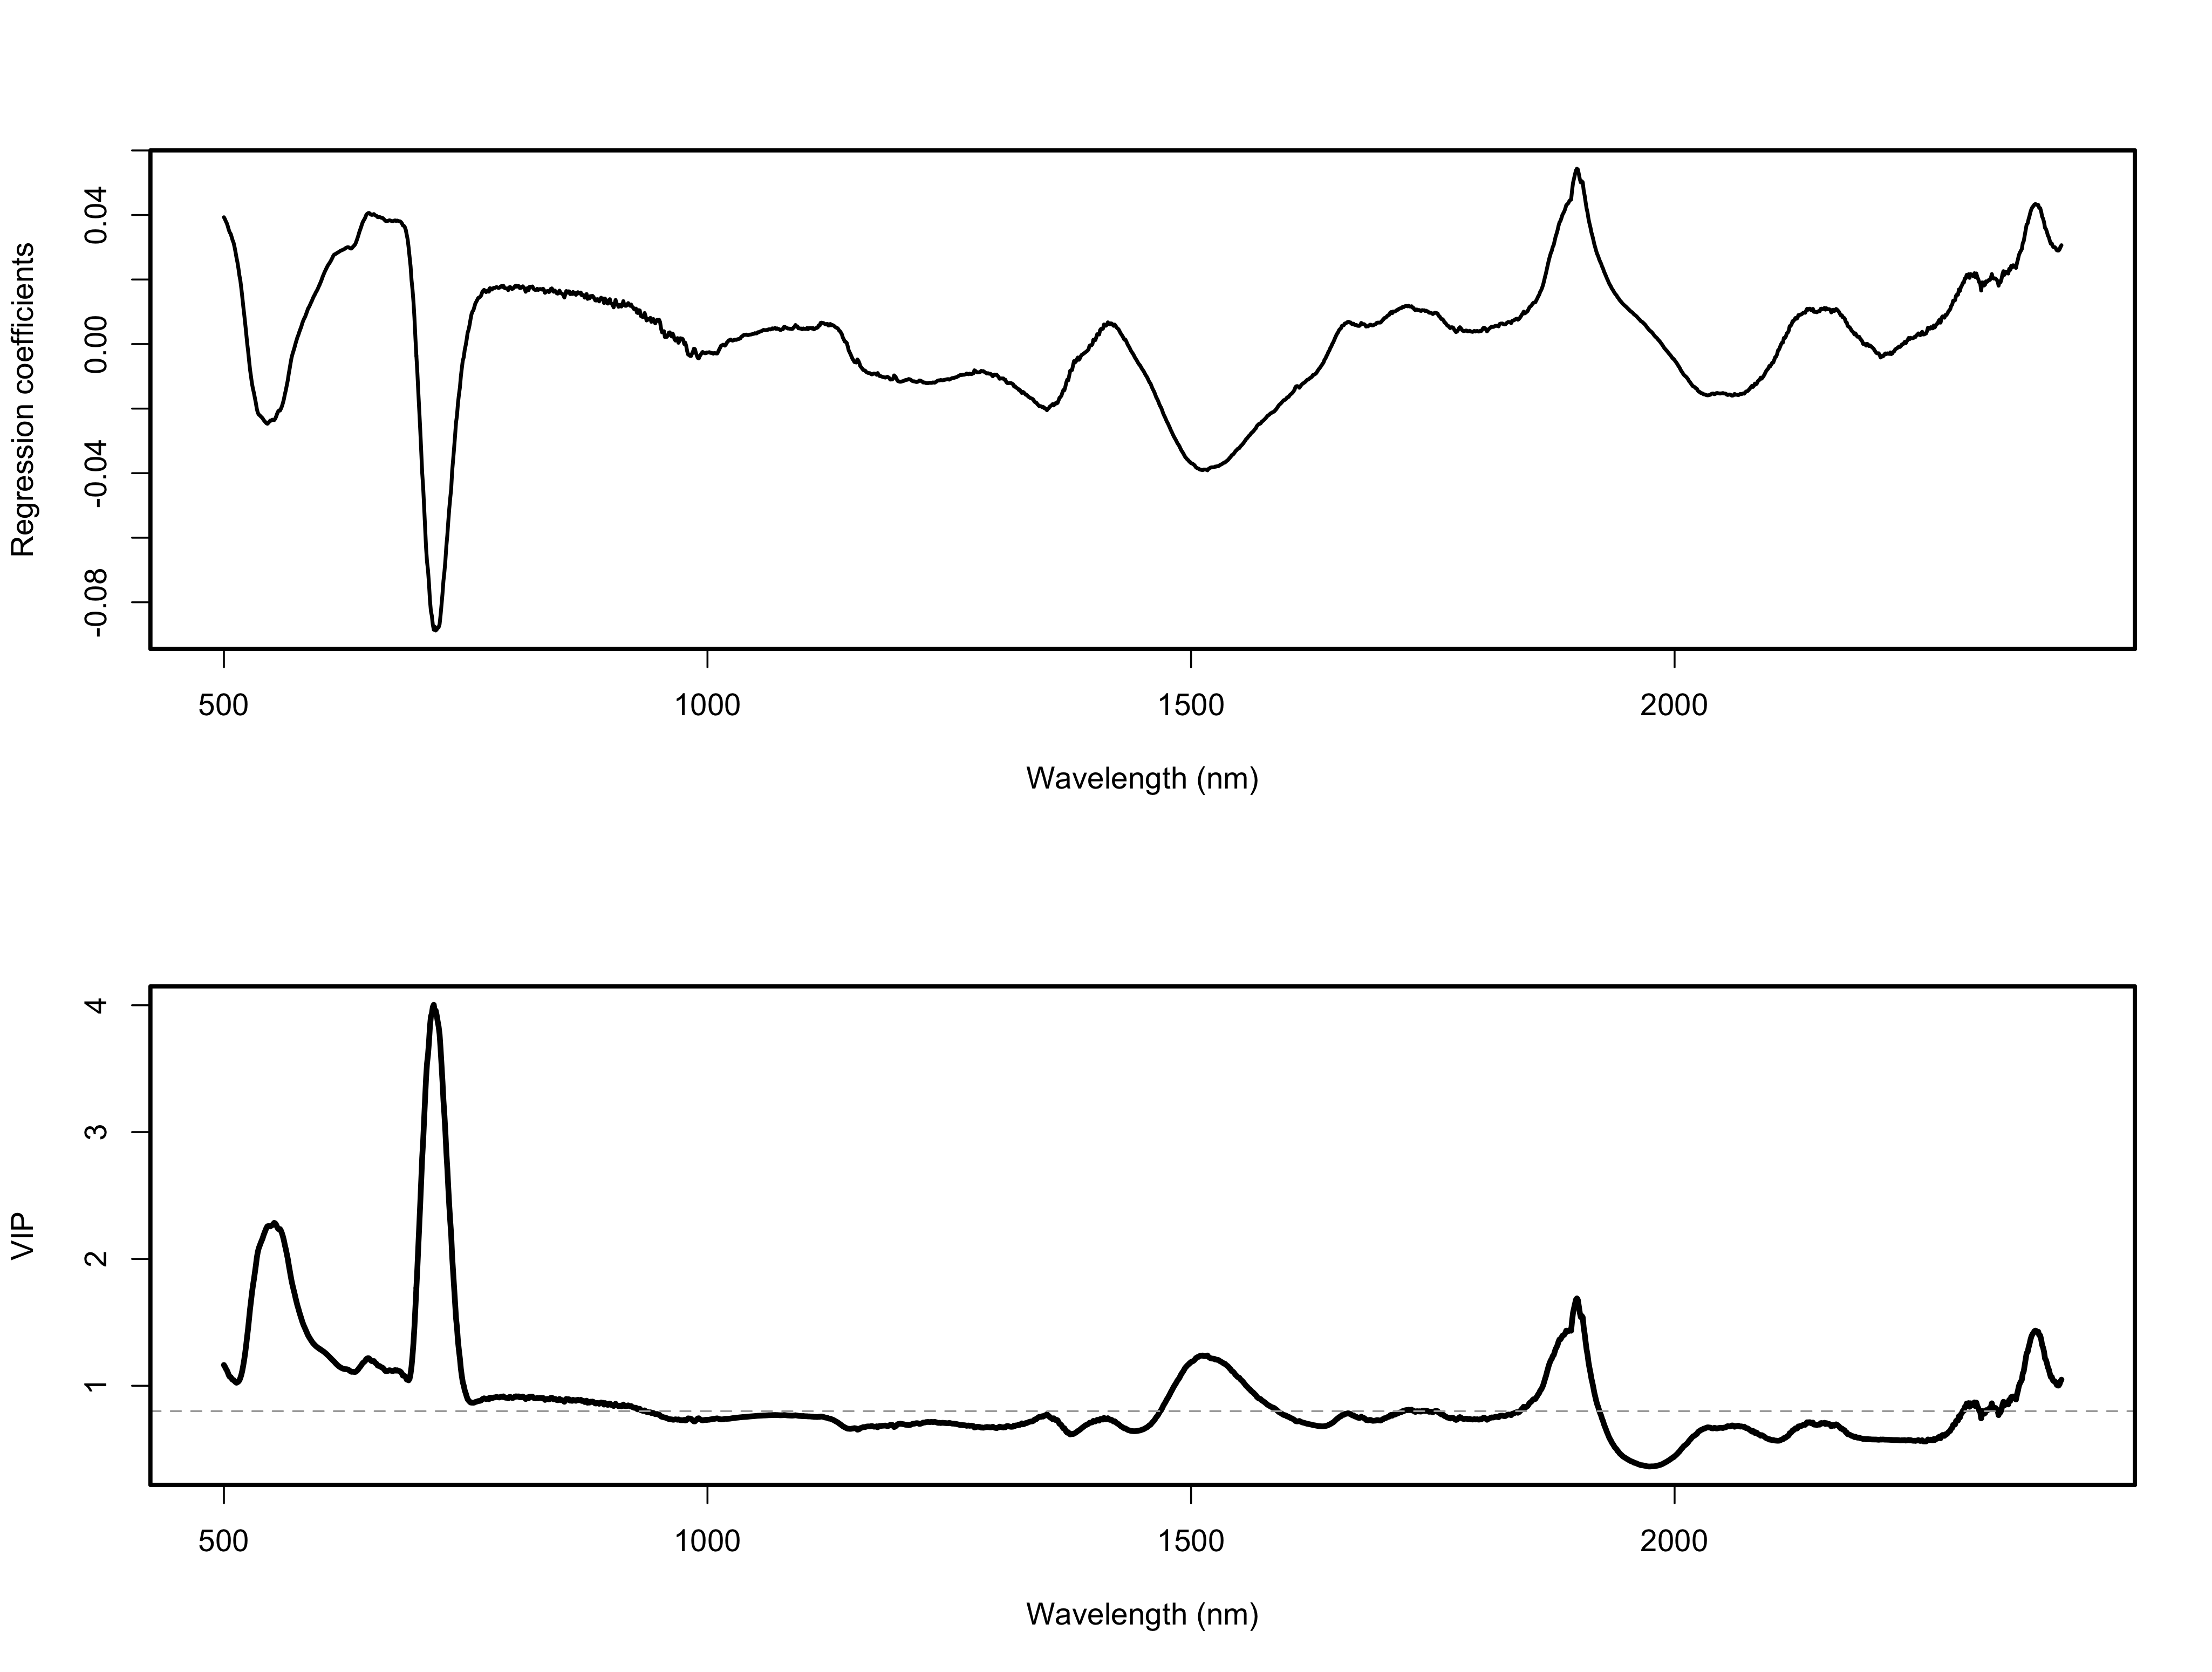 Regression coefficients
0.04
0.00
-0.04
-0.08
500 1000 1500 2000
Wavelength (nm)
VIP
4
3
2
1
500 1000 1500 2000
Wavelength (nm)